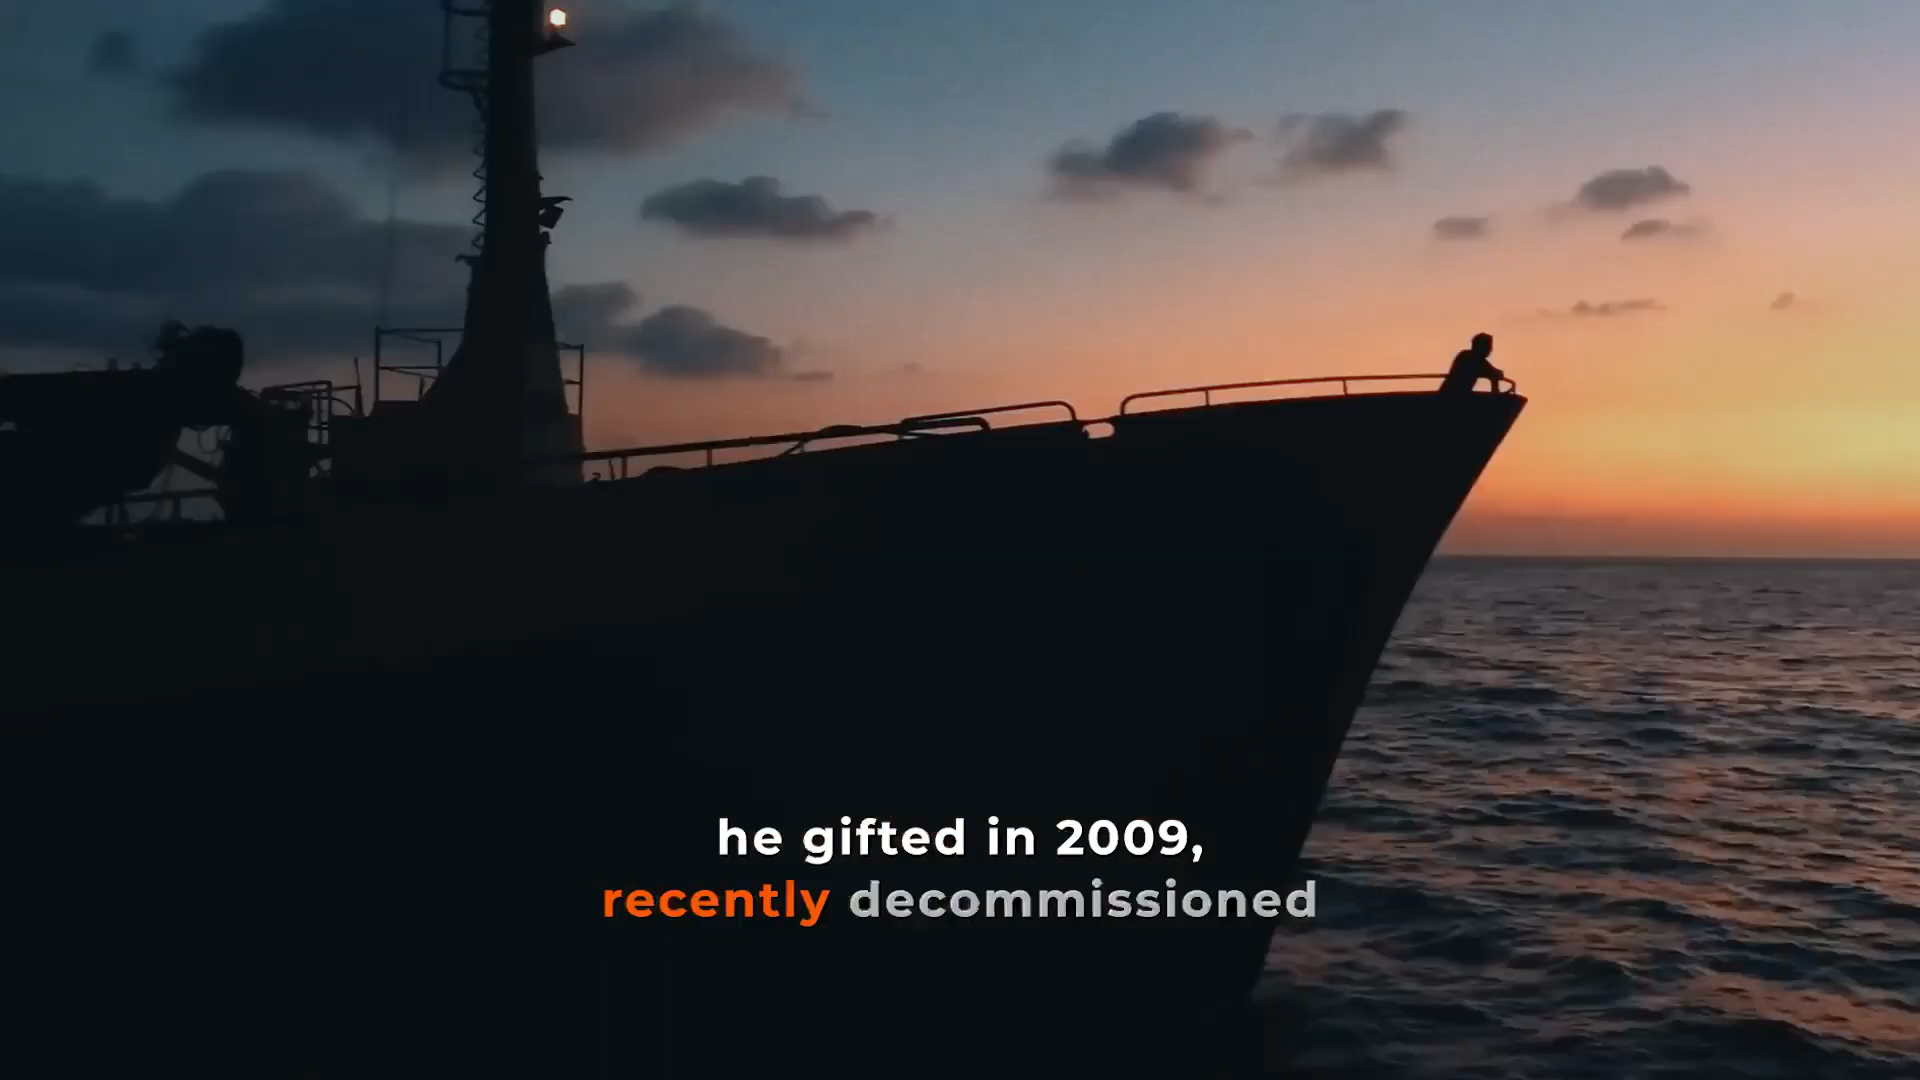 he gifted in 2009,
recently decommissioned